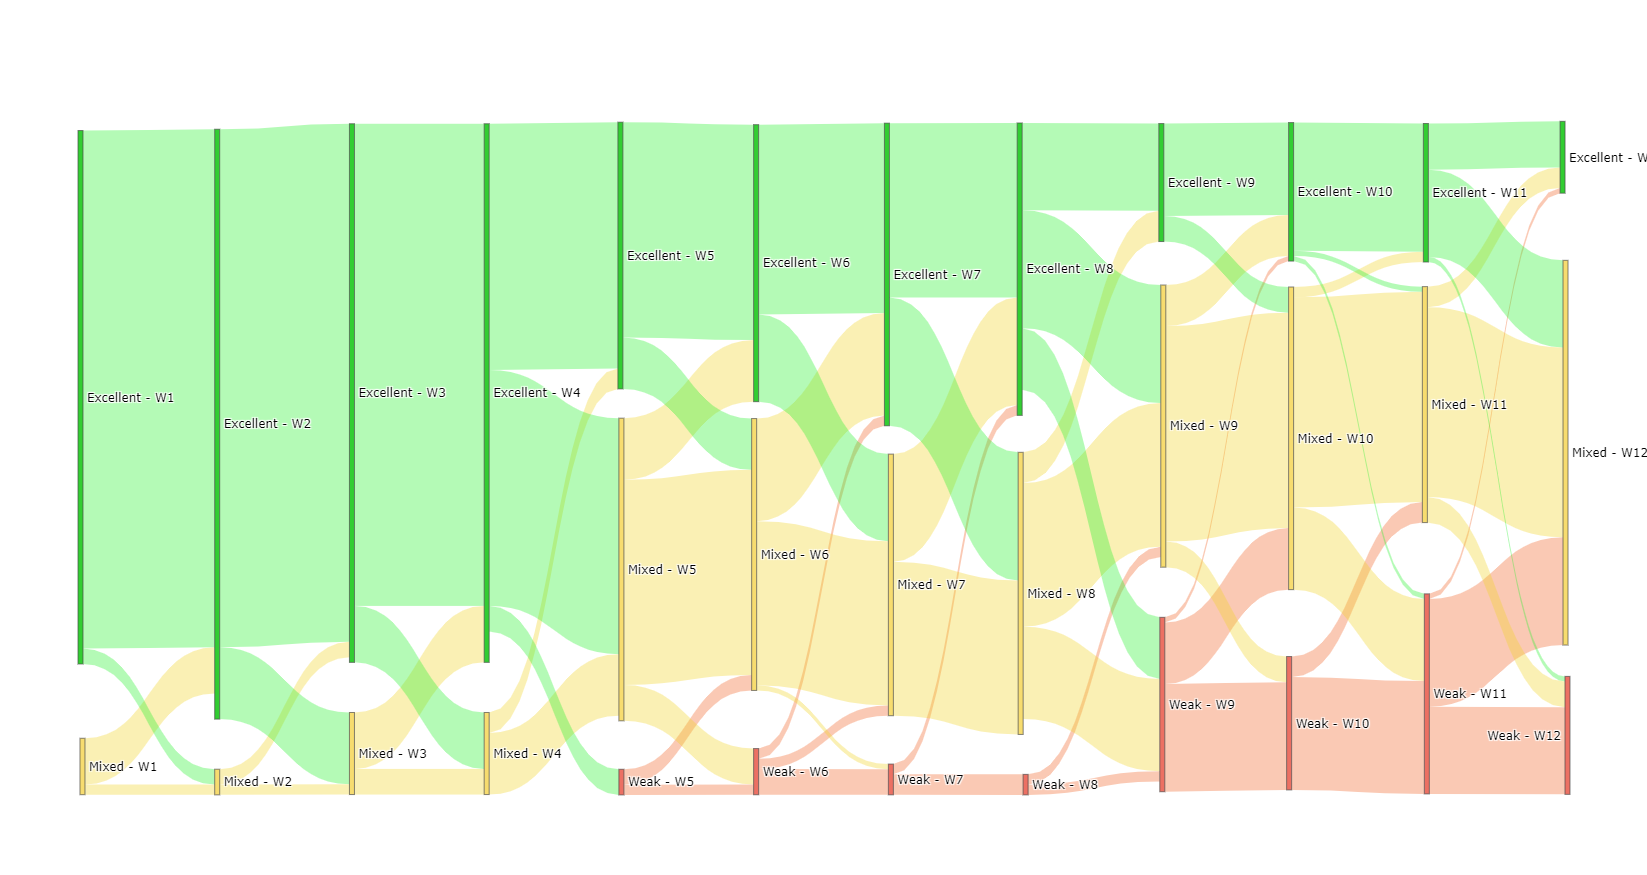 Excellent - W1
Mixed - W1
Excellent - W2
Mixed - W2
Excellent - W3
Mixed - W3
Excellent - W4
Mixed - W4
Excellent - W5
Mixed - W5
Weak - W5
Excellent - W6
Mixed - W6
Weak - W6
Excellent - W7
Mixed - W7
Weak - W7
Excellent - W8
Mixed - W8
Weak - W8
Excellent - W9
Mixed - W9
Weak - W9
Excellent - W10
Mixed - W10
Weak - W10
Excellent - W11
Mixed - W11
Weak - W11
Excellent - W
Mixed - W12
Weak - W12